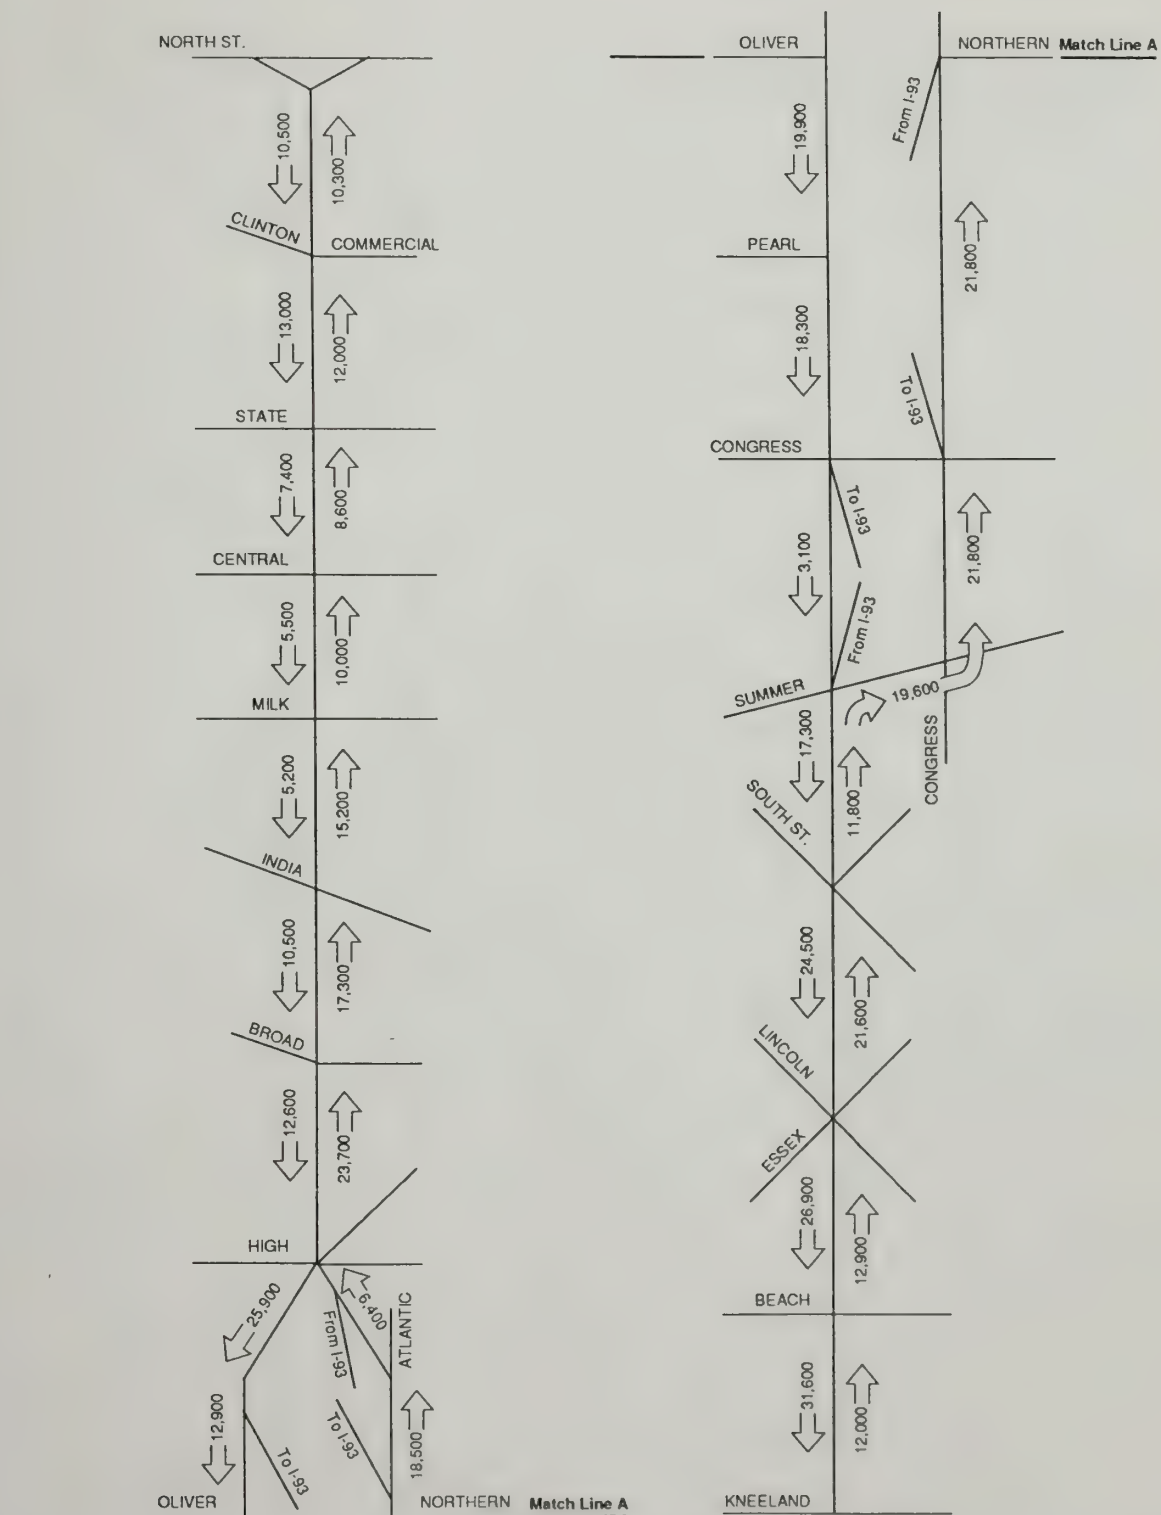 NORTH ST.
10,500
10,300
CLINTON
COMMERCIAL
13,000
12,000
STATE
7,400
8,600
CENTRAL
5,500
10,000
MILK
5,200
15,200
INDIA
10,500
17,300
BROAD
12,600
23,700
HIGH
25,900
6,400
From I-93
ATLANTIC
12,900
To I-93
To I-93
18,500
OLIVER
NORTHERN Match Line A
OLIVER
NORTHERN Match Line A
From I-93
19,900
PEARL
21,800
18,300
To I-93
CONGRESS
To I-93
3,100
21,800
From I-93
SUMMER
19,600
17,300
11,800
CONGRESS
SOUTH ST.
24,500
21,600
LINCOLN
ESSEX
26,900
12,900
BEACH
31,600
12,000
KNEELAND